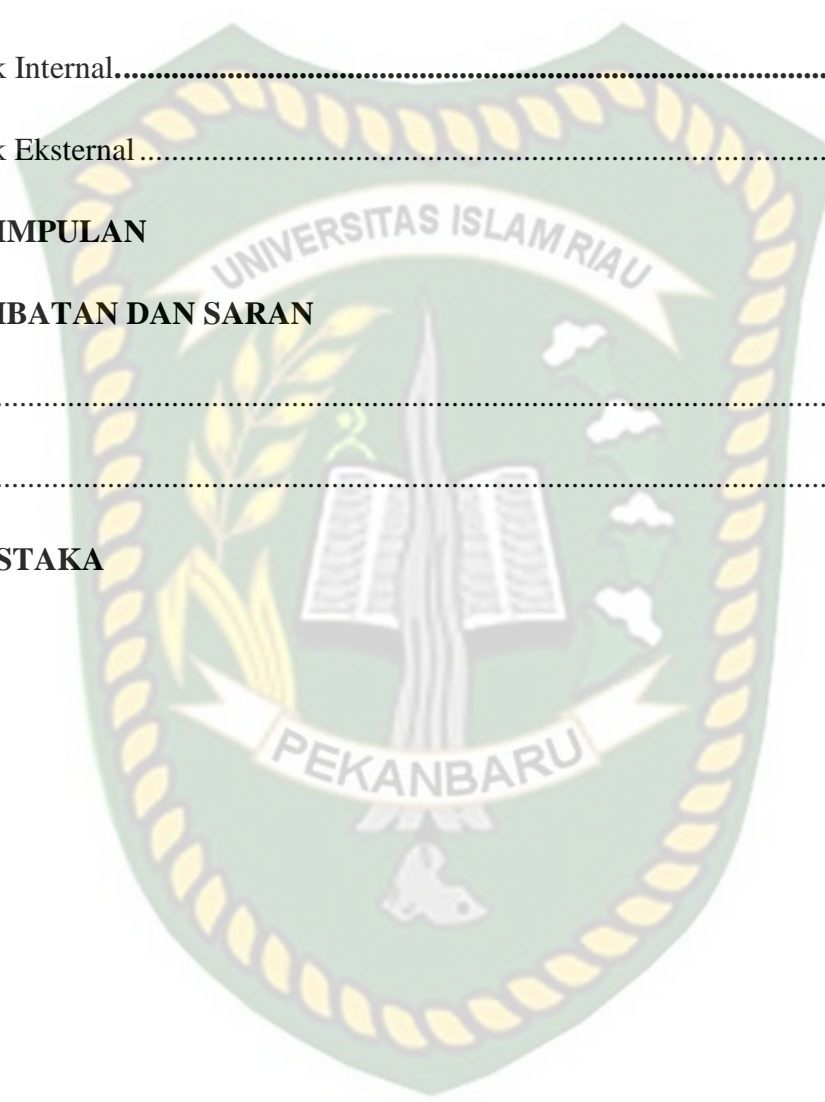 k Internal................................................................................
k Eksternal................................................................................
IMPULAN
UNIVERSITAS ISLAM RIAU
IBATAN DAN SARAN
................................................................................
................................................................................
STAKA
PEKANBARU